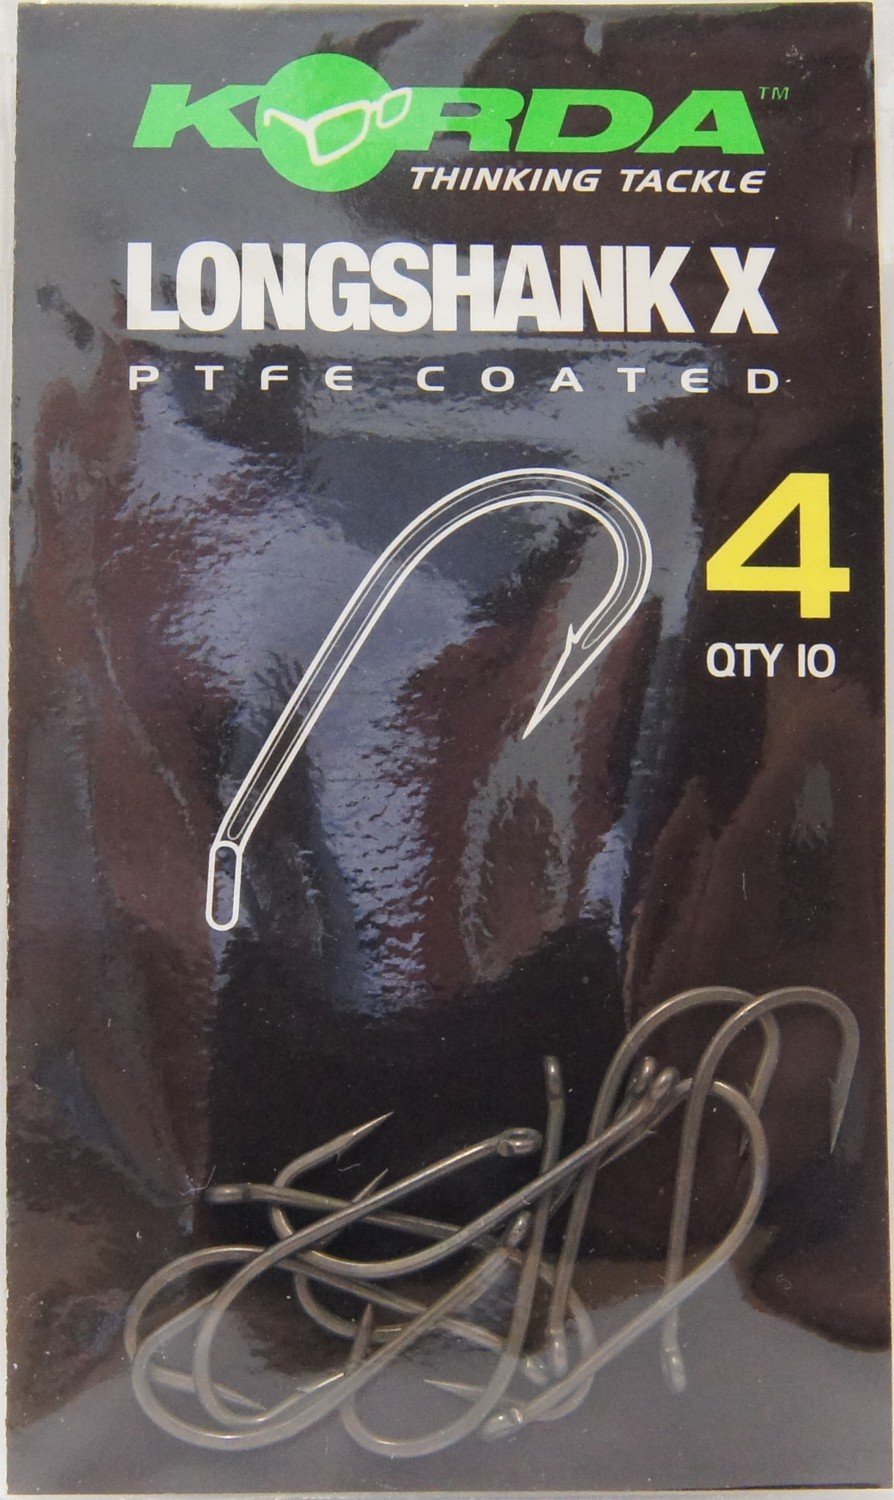 KORDA™
THINKING TACKLE
LONGSHANK X
PTFE COATED
4
QTY 10